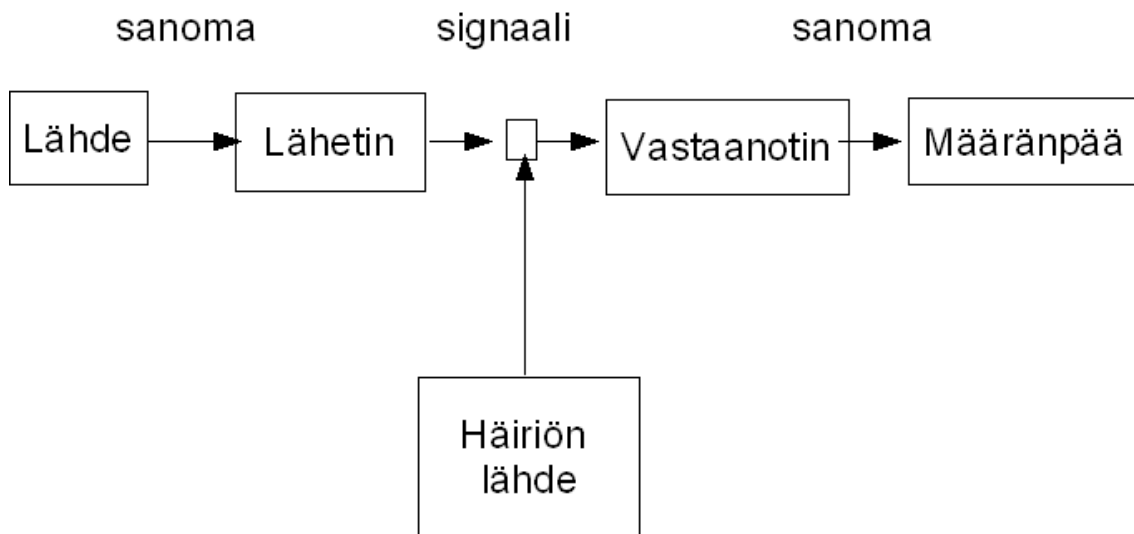 sanoma signaali sanoma
Lähde Lähetin Vastaanotin Määränpää
Häiriön
lähde